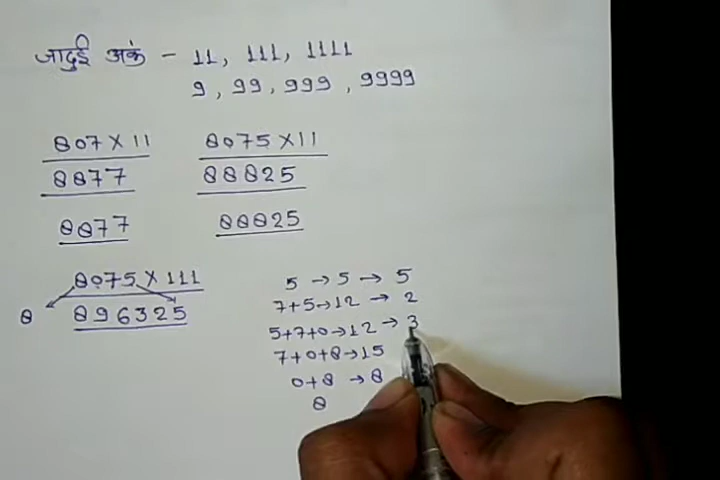 जादुई अकं - 11, 111, 1111
9, 99, 999, 9999
807 X 11
8877
8877
8075 X 11
88825
88825
8075 X 111
8 896325
5 → 5 → 5
7+5→12 → 2
5+7+0→12 → 3
7+0+8→15
0+8 → 8
8